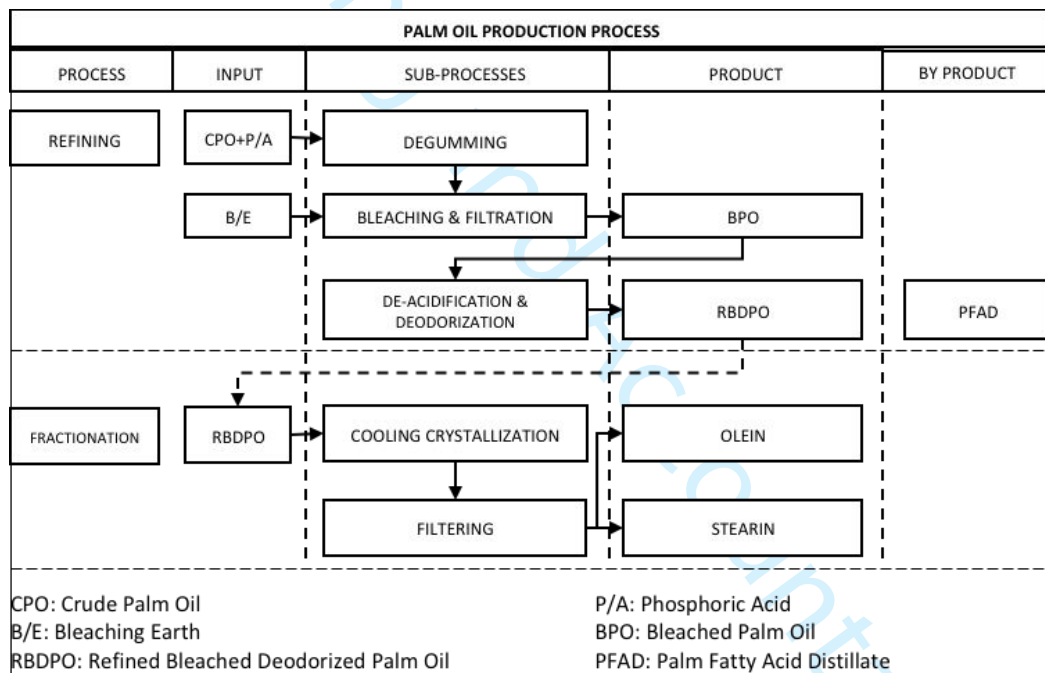 PALM OIL PRODUCTION PROCESS
PROCESS INPUT SUB-PROCESSES PRODUCT BY PRODUCT
REFINING CPO+P/A DEGUMMING
B/E BLEACHING & FILTRATION BPO
DE-ACIDIFICATION &
DEODORIZATION
RBDPO
PFAD
FRACTIONATION RBDPO COOLING CRYSTALLIZATION OLEIN
FILTERING STEARIN
CPO: Crude Palm Oil P/A: Phosphoric Acid
B/E: Bleaching Earth BPO: Bleached Palm Oil
RBDPO: Refined Bleached Deodorized Palm Oil PFAD: Palm Fatty Acid Distillate